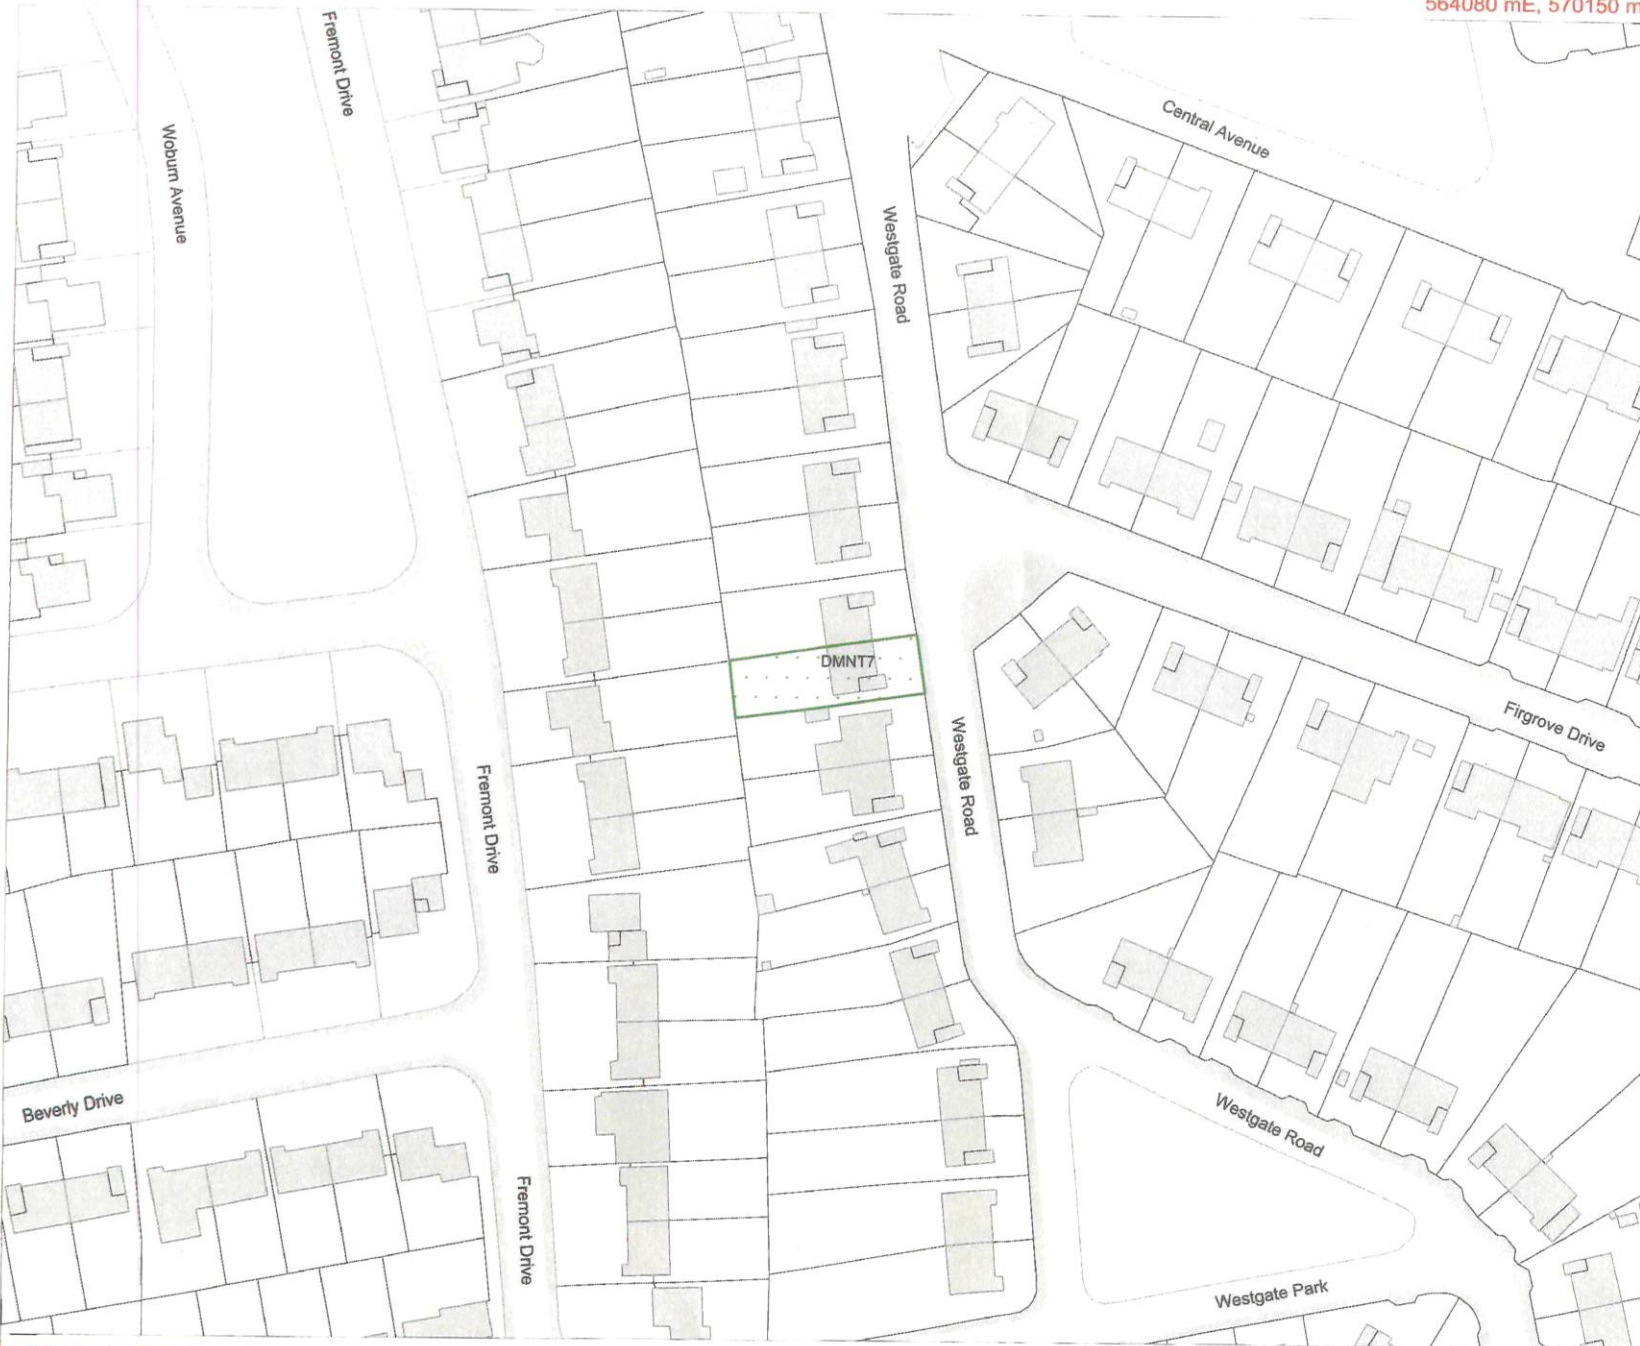 564080 mE, 570150 m
Fremont Drive
Central Avenue
Woburn Avenue
Westgate Road
DMNT7
Firgrove Drive
Westgate Road
Fremont Drive
Beverly Drive
Westgate Road
Fremont Drive
Westgate Park